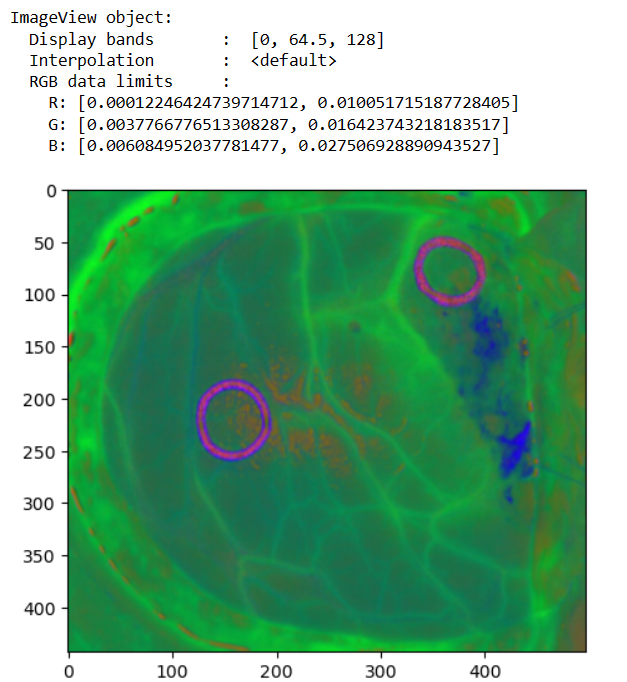 ImageView object:
Display bands : [0, 64.5, 128]
Interpolation : <default>
RGB data limits :
R: [0.00012246424739714712, 0.010051715187728405]
G: [0.0037766776513308287, 0.016423743218183517]
B: [0.006084952037781477, 0.027506928890943527]
0
50
100
150
200
250
300
350
400
0 100 200 300 400